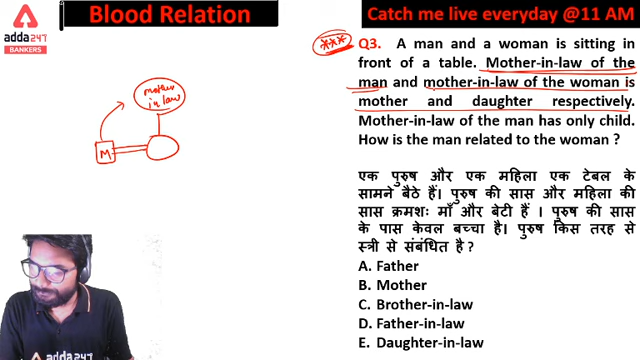 Blood Relation
Catch me live everyday @11 AM
adda247
BANKERS
Q3. A man and a woman is sitting in
front of a table. Mother-in-law of the
man and mother-in-law of the woman is
mother and daughter respectively.
Mother-in-law of the man has only child.
How is the man related to the woman ?
एक पुरुष और एक महिला एक टेबल के
सामने बैठे हैं। पुरुष की सास और महिला की
सास क्रमशः माँ और बेटी हैं । पुरुष की सास
के पास केवल बच्चा है। पुरुष किस तरह से
स्त्री से संबंधित है ?
A. Father
B. Mother
C. Brother-in-law
D. Father-in-law
E. Daughter-in-law
mother
in law
M